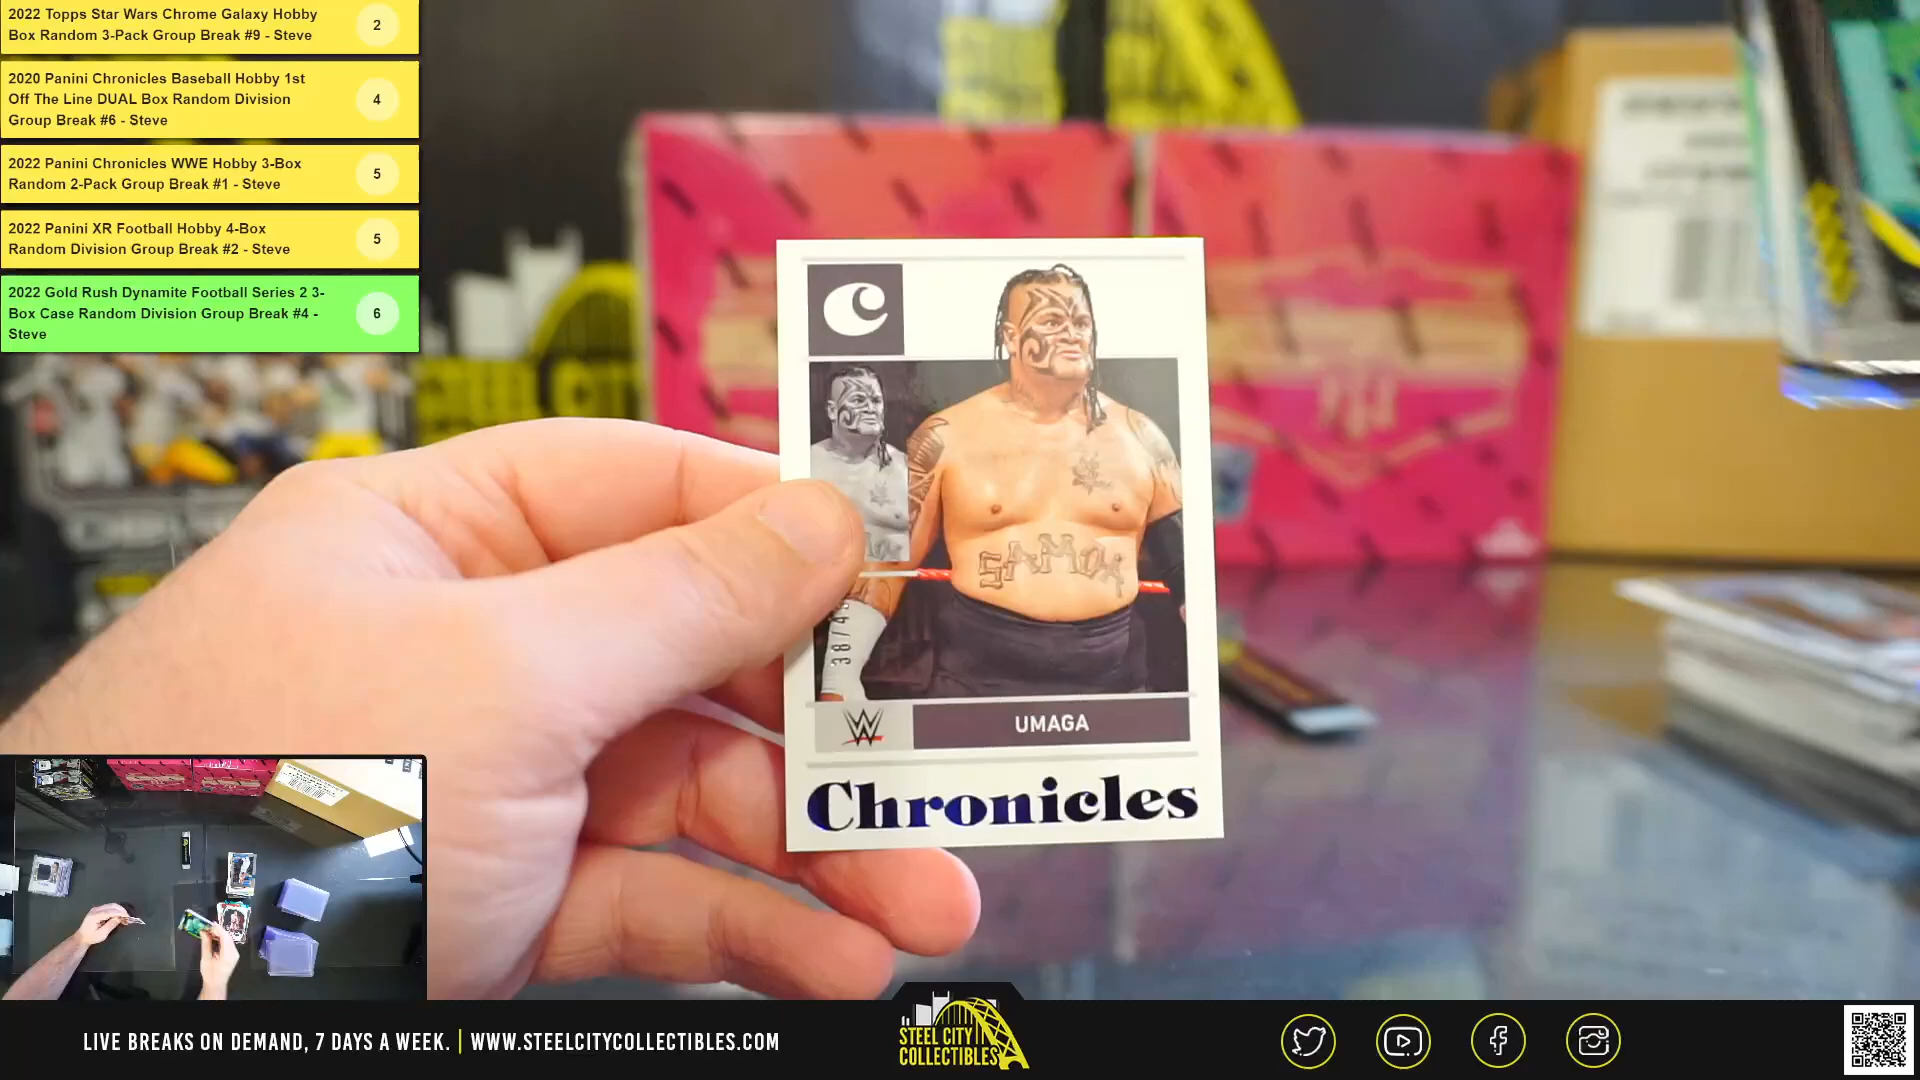 2022 Topps Star Wars Chrome Galaxy Hobby
Box Random 3-Pack Group Break #9 - Steve
2
2020 Panini Chronicles Baseball Hobby 1st
Off The Line DUAL Box Random Division
Group Break #6 - Steve
4
2022 Panini Chronicles WWE Hobby 3-Box
Random 2-Pack Group Break #1 - Steve
5
2022 Panini XR Football Hobby 4-Box
Random Division Group Break #2 - Steve
5
2022 Gold Rush Dynamite Football Series 2 3-
Box Case Random Division Group Break #4 -
Steve
6
STEEL CITY
C
SAMOA
W
UMAGA
Chronicles
LIVE BREAKS ON DEMAND, 7 DAYS A WEEK. | WWW.STEELCITYCOLLECTIBLES.COM
STEEL CITY
COLLECTIBLES